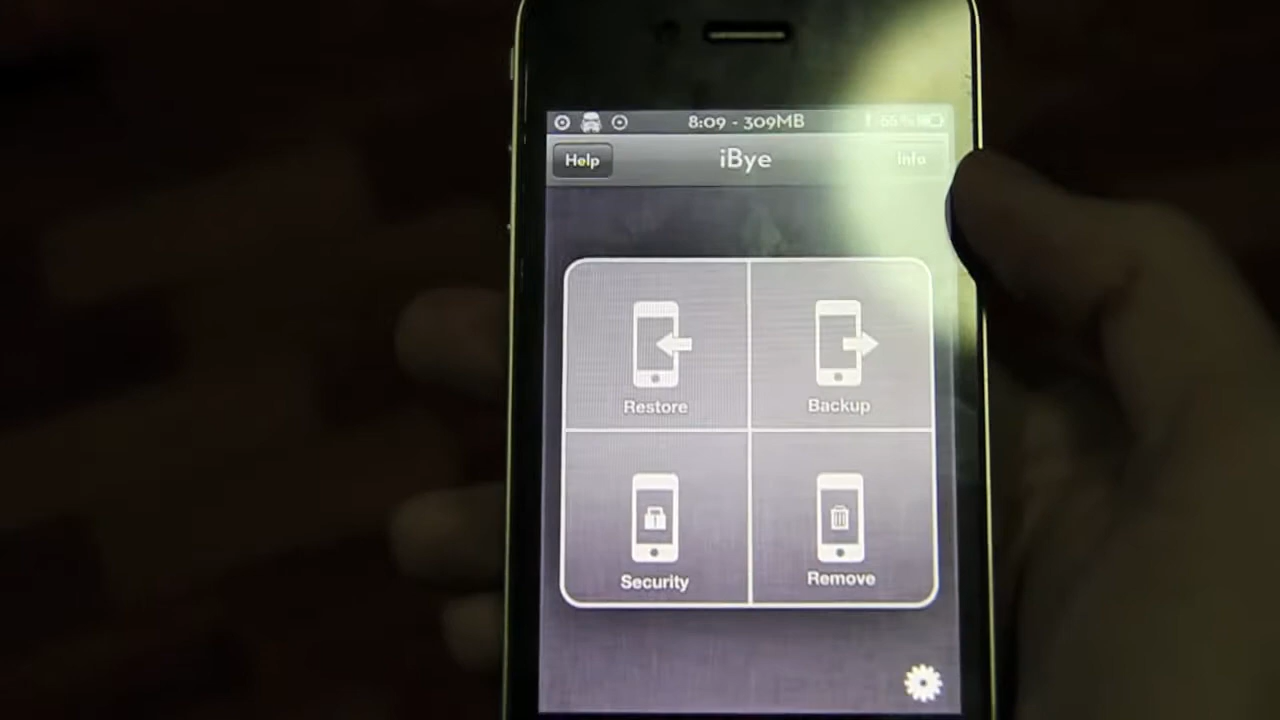 8:09 - 309MB
Help
iBye
Info
Restore
Backup
Security
Remove